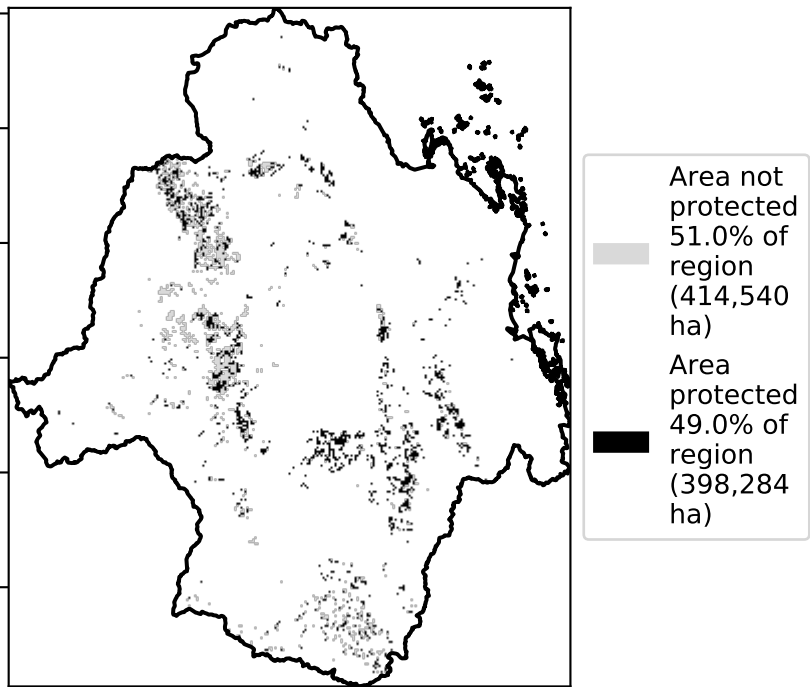 Area not
protected
51.0% of
region
(414,540
ha)
Area
protected
49.0% of
region
(398,284
ha)